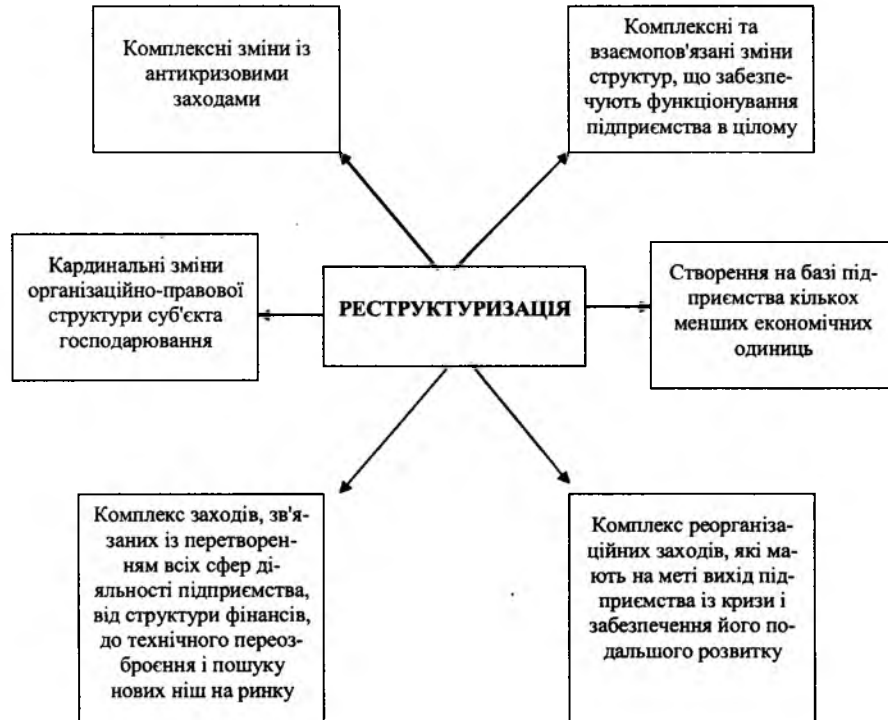 Комплексні зміни із
антикризовими
заходами
Комплексні та
взаємопов'язані зміни
структур, що забезпе-
чують функціонування
підприємства в цілому
Кардинальні зміни
організаційно-правової
структури суб'єкта
господарювання
РЕСТРУКТУРИЗАЦІЯ
Створення на базі під-
приємства кількох
менших економічних
одиниць
Комплекс заходів, зв'я-
заних із перетворен-
ням всіх сфер ді-
яльності підприємства,
від структури фінансів,
до технічного переоз-
броєння і пошуку
нових ніш на ринку
Комплекс реорганіза-
ційних заходів, які ма-
ють на меті вихід під-
приємства із кризи і
забезпечення його по-
дальшого розвитку